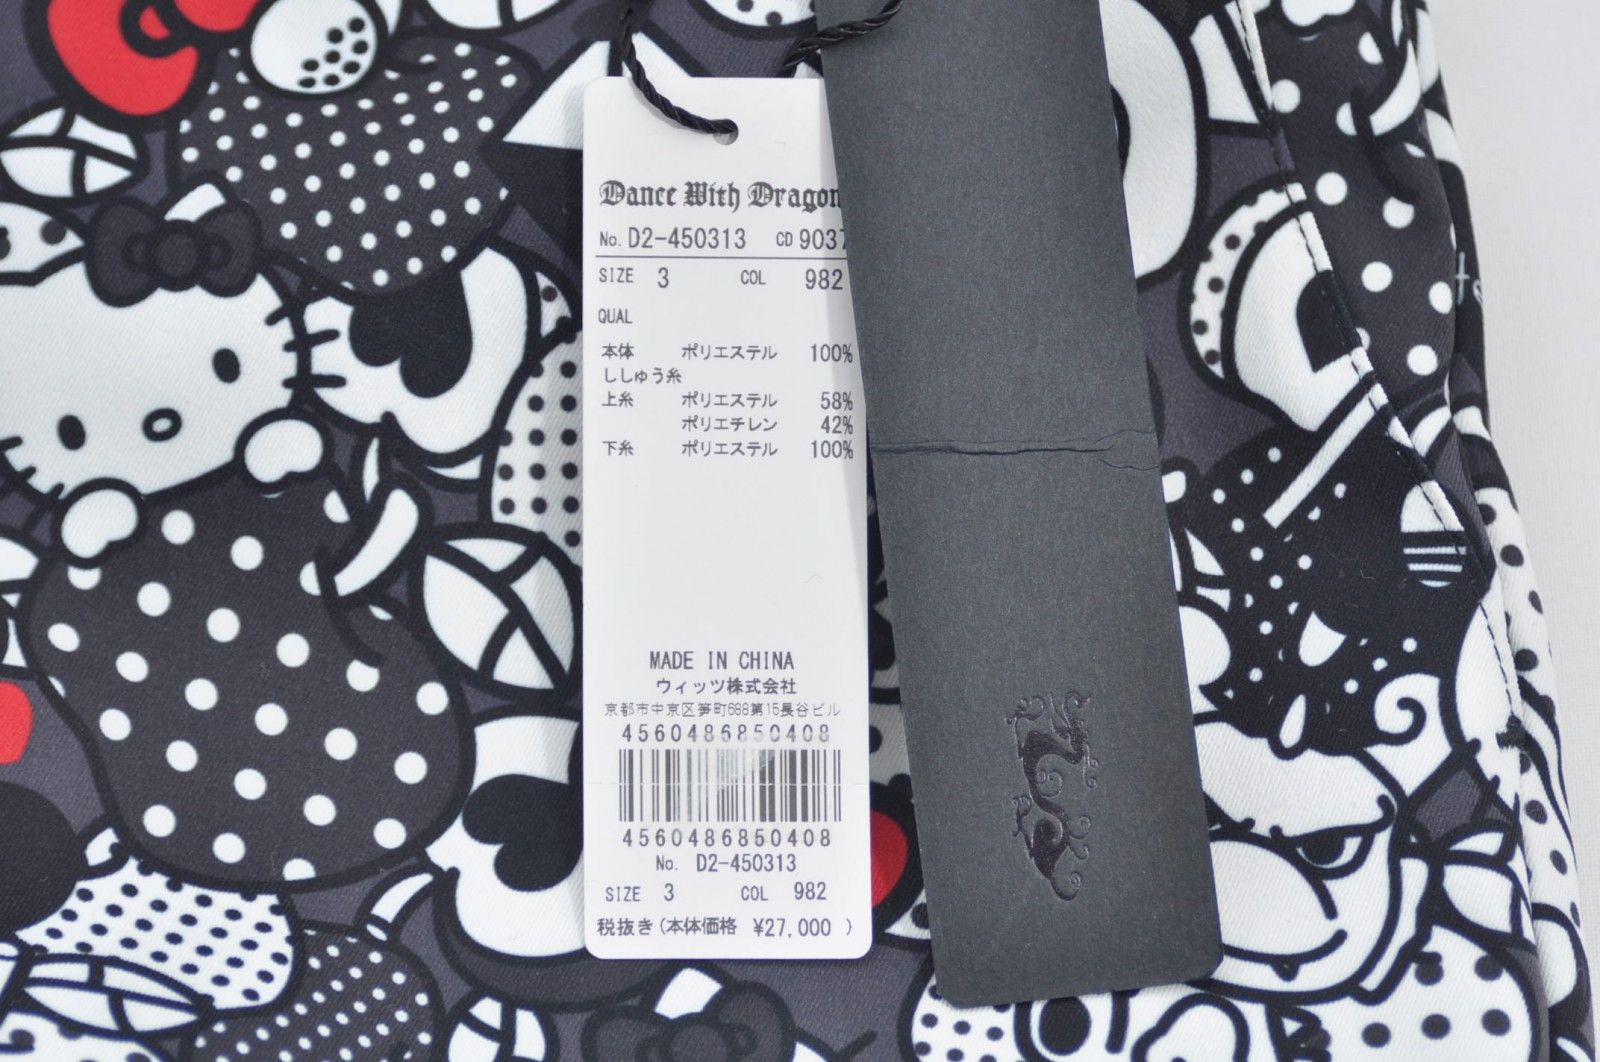 Dance With Dragon
No. D2-450313 CD 9037
SIZE 3 COL 982
QUAL
本体 ポリエステル 100%
ししゅう糸
上糸 ポリエステル 58%
ポリエチレン 42%
下糸 ポリエステル 100%
MADE IN CHINA
ウィッツ株式会社
京都市中京区笋町688第15長谷ビル
4560486850408
4560486850408
No. D2-450313
SIZE 3 COL 982
税抜き(本体価格 ¥27,000 )